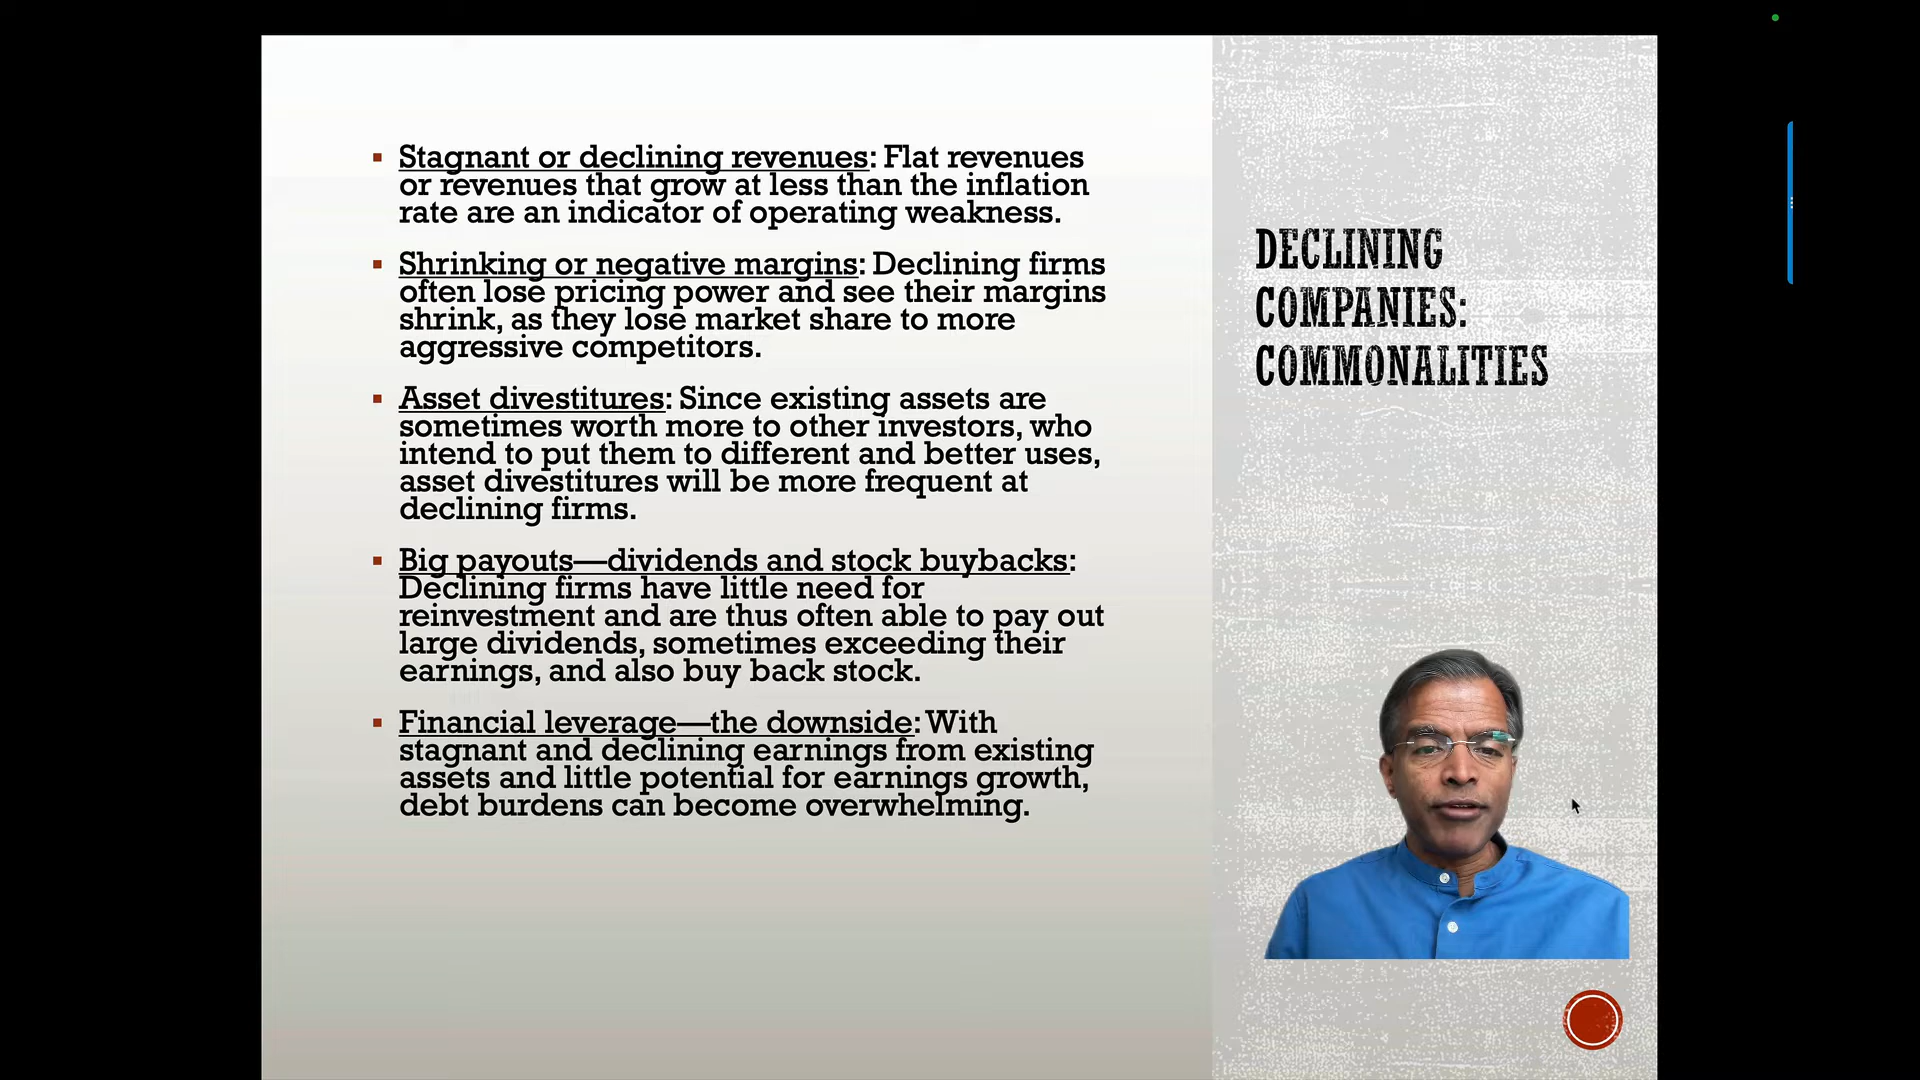 Stagnant or declining revenues: Flat revenues
or revenues that grow at less than the inflation
rate are an indicator of operating weakness.
Shrinking or negative margins: Declining firms
often lose pricing power and see their margins
shrink, as they lose market share to more
aggressive competitors.
Asset divestitures: Since existing assets are
sometimes worth more to other investors, who
intend to put them to different and better uses,
asset divestitures will be more frequent at
declining firms.
Big payouts—dividends and stock buybacks:
Declining firms have little need for
reinvestment and are thus often able to pay out
large dividends, sometimes exceeding their
earnings, and also buy back stock.
Financial leverage—the downside: With
stagnant and declining earnings from existing
assets and little potential for earnings growth,
debt burdens can become overwhelming.
DECLINING
COMPANIES:
COMMONALITIES